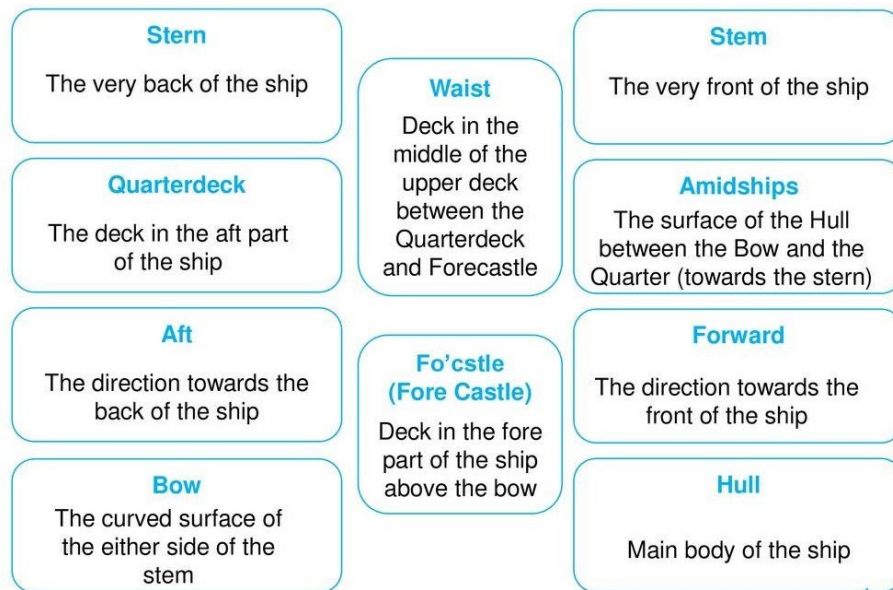 Stern
The very back of the ship
Quarterdeck
The deck in the aft part
of the ship
Aft
The direction towards the
back of the ship
Bow
The curved surface of
the either side of the
stem
Waist
Deck in the
middle of the
upper deck
between the
Quarterdeck
and Forecastle
Fo'cstle
(Fore Castle)
Deck in the fore
part of the ship
above the bow
Stem
The very front of the ship
Amidships
The surface of the Hull
between the Bow and the
Quarter (towards the stern)
Forward
The direction towards the
front of the ship
Hull
Main body of the ship